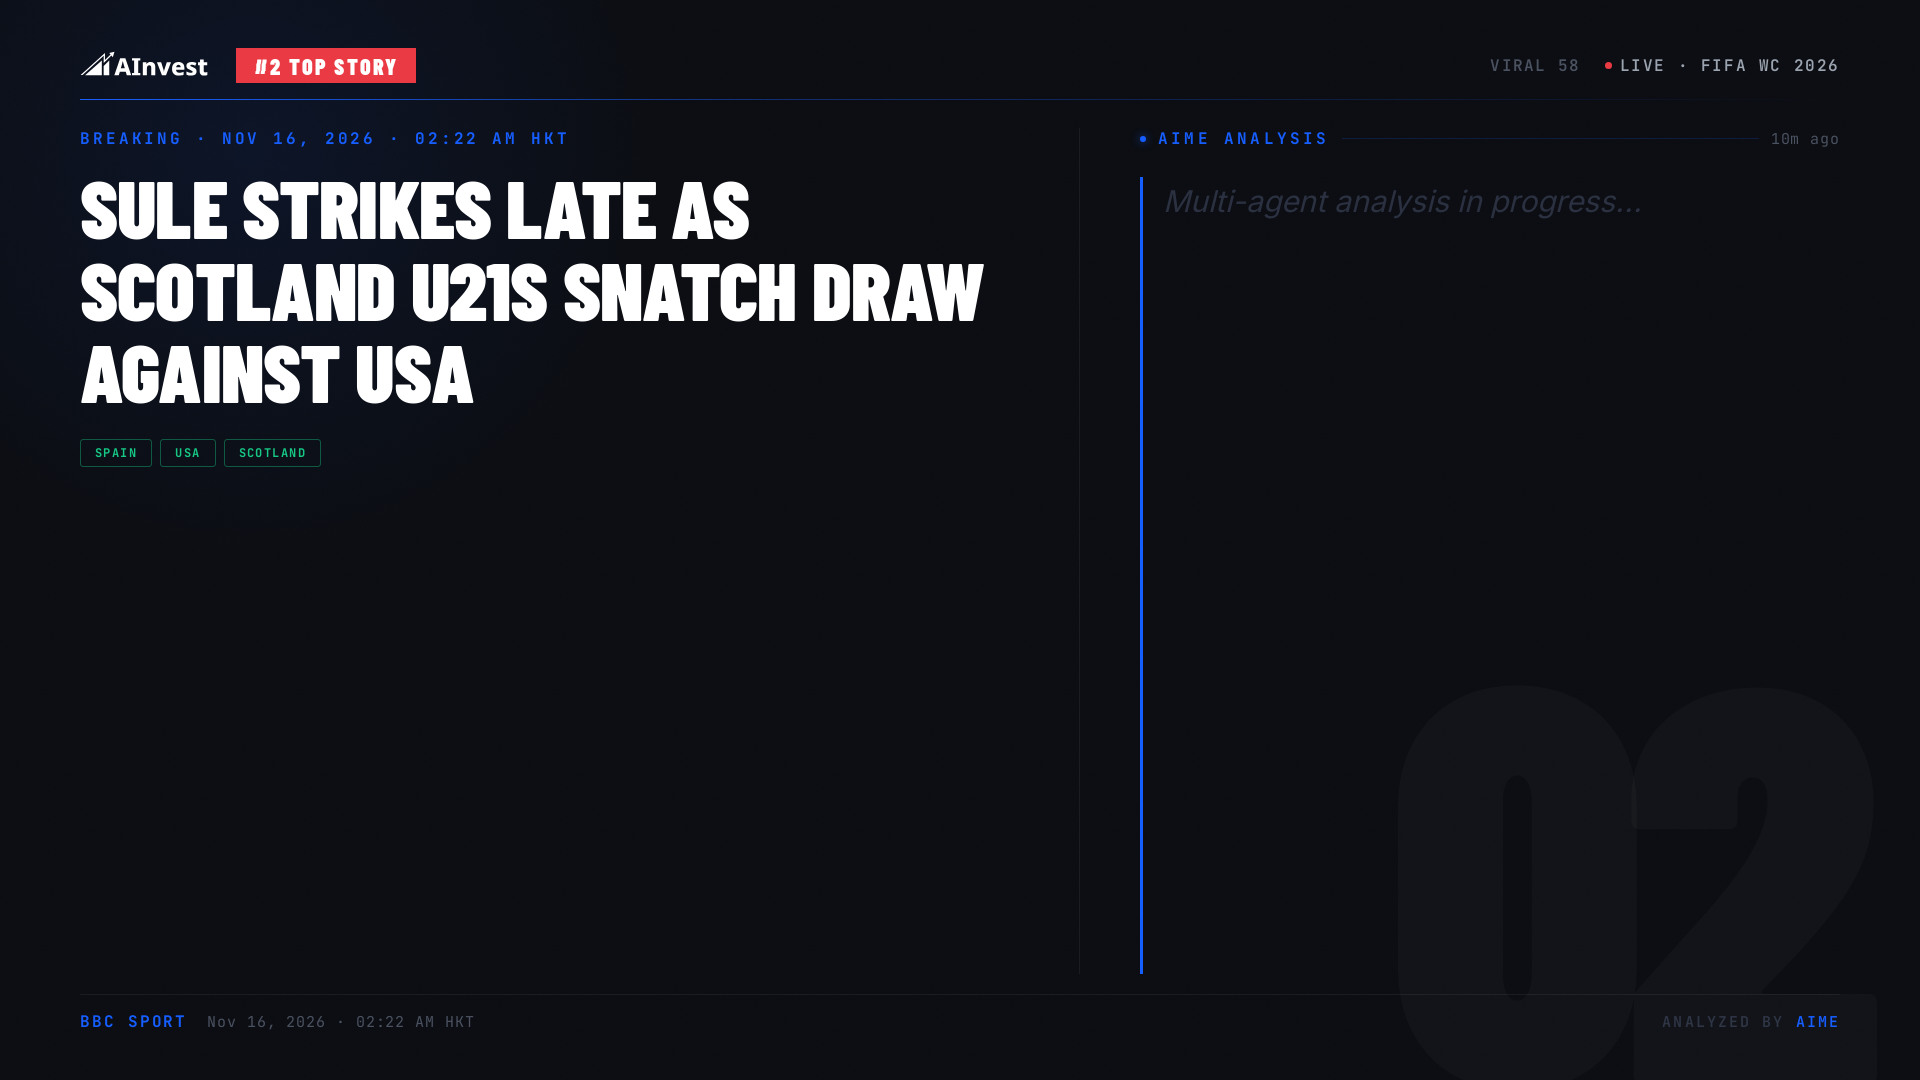 AInvest
#2 TOP STORY
VIRAL 58
LIVE · FIFA WC 2026
BREAKING · NOV 16, 2026 · 02:22 AM HKT
SULE STRIKES LATE AS
SCOTLAND U21S SNATCH DRAW
AGAINST USA
SPAIN
USA
SCOTLAND
AIME ANALYSIS
10m ago
Multi-agent analysis in progress...
02
BBC SPORT
Nov 16, 2026 · 02:22 AM HKT
ANALYZED BY AIME